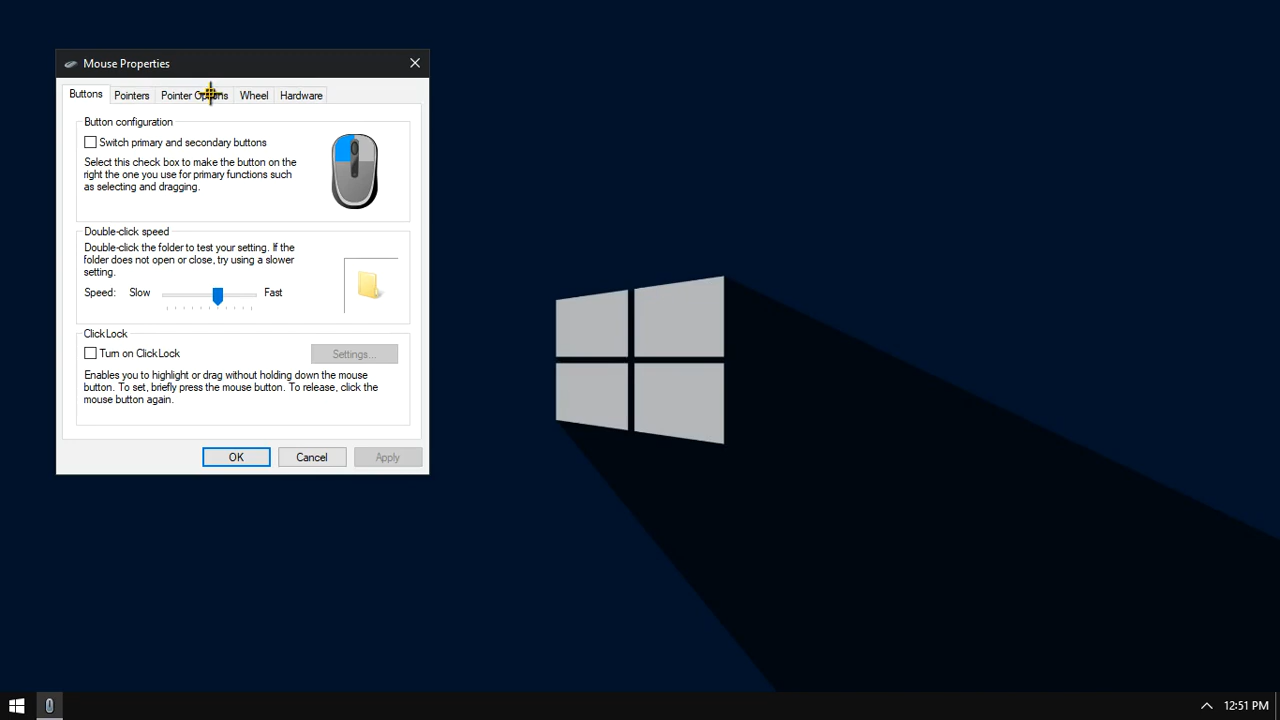 Mouse Properties
Buttons Pointers Pointer Options Wheel Hardware
Button configuration
Switch primary and secondary buttons
Select this check box to make the button on the
right the one you use for primary functions such
as selecting and dragging.
Double-click speed
Double-click the folder to test your setting. If the
folder does not open or close, try using a slower
setting.
Speed: Slow Fast
ClickLock
Turn on ClickLock Settings...
Enables you to highlight or drag without holding down the mouse
button. To set, briefly press the mouse button. To release, click the
mouse button again.
OK Cancel Apply
12:51 PM